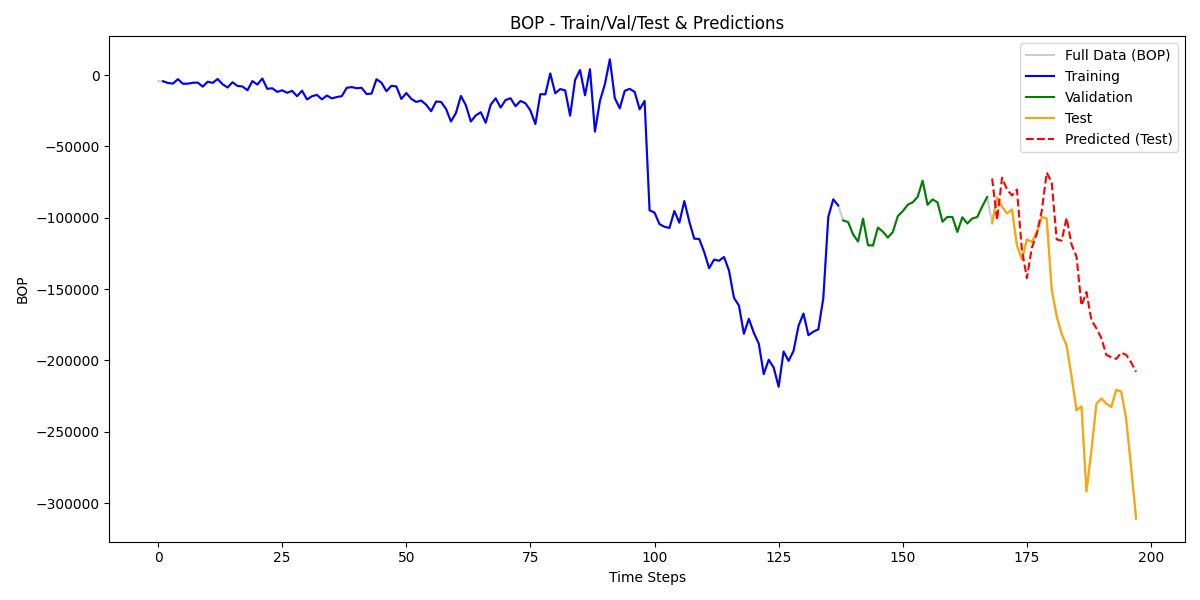 BOP - Train/Val/Test & Predictions
Full Data (BOP)
Training
Validation
Test
Predicted (Test)
BOP
0
−50000
−100000
−150000
−200000
−250000
−300000
0 25 50 75 100 125 150 175 200
Time Steps